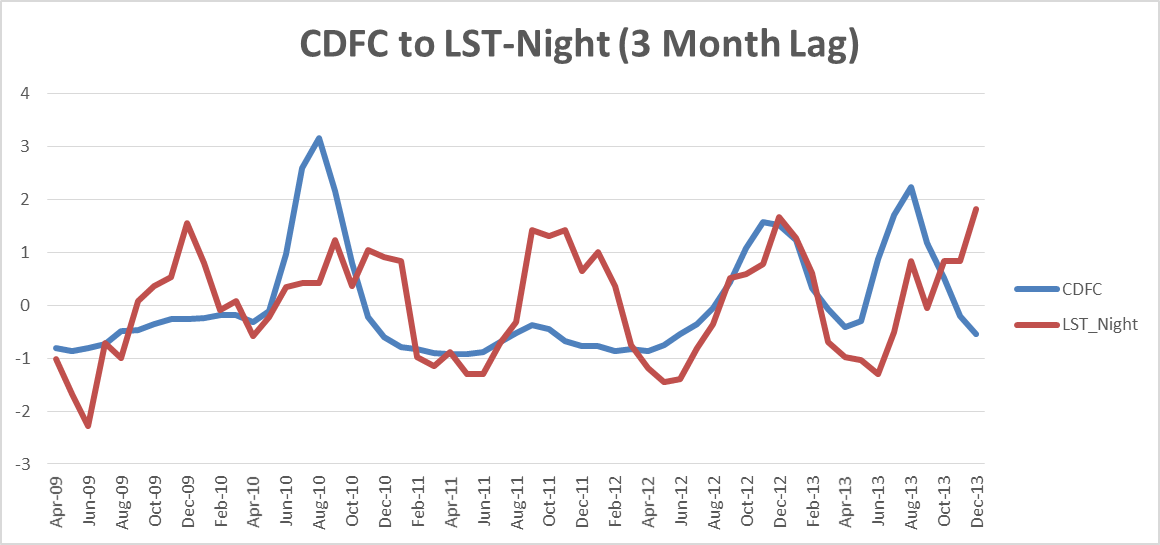 CDFC to LST-Night (3 Month Lag)
4
3
2
1
0
-1
-2
-3
Apr-09
Jun-09
Aug-09
Oct-09
Dec-09
Feb-10
Apr-10
Jun-10
Aug-10
Oct-10
Dec-10
Feb-11
Apr-11
Jun-11
Aug-11
Oct-11
Dec-11
Feb-12
Apr-12
Jun-12
Aug-12
Oct-12
Dec-12
Feb-13
Apr-13
Jun-13
Aug-13
Oct-13
Dec-13
CDFC
LST_Night